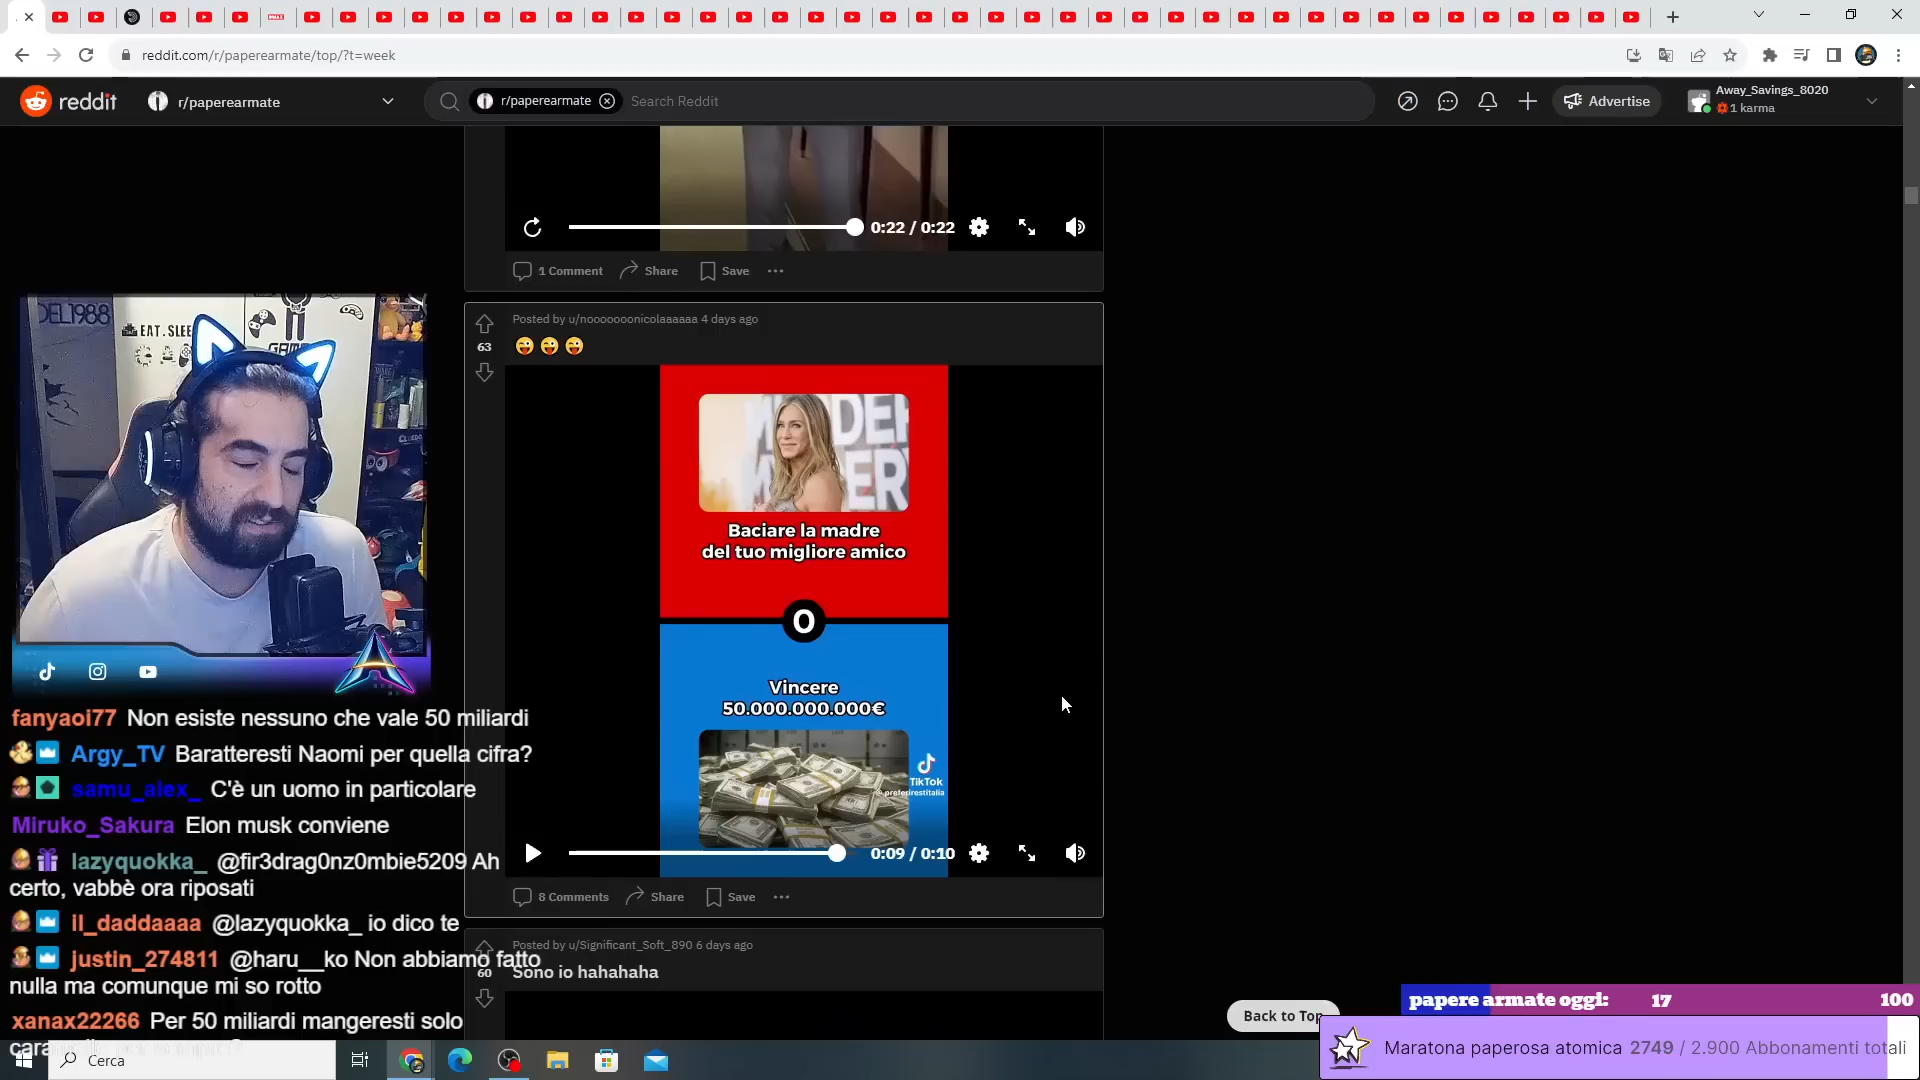 reddit.com/r/paperearmate/top/?t=week
reddit
r/paperearmate
r/paperearmate
Search Reddit
Advertise
Away_Savings_8020
1 karma
0:22 / 0:22
1 Comment
Share
Save
Posted by u/nooooooonicolaaaaaa 4 days ago
63
😜 😜 😜
Baciare la madre
del tuo migliore amico
O
Vincere
50.000.000.000€
TikTok
@preferirestitalia
0:09 / 0:10
8 Comments
Share
Save
Posted by u/Significant_Soft_890 6 days ago
60
Sono io hahahaha
Back to Top
DEL1988
EAT.SLEE
GAME
fanyaoi77 Non esiste nessuno che vale 50 miliardi
Argy_TV Baratteresti Naomi per quella cifra?
samu_alex_ C'è un uomo in particolare
Miruko_Sakura Elon musk conviene
lazyquokka_ @fir3drag0nz0mbie5209 Ah
certo, vabbè ora riposati
il_daddaaaa @lazyquokka_ io dico te
justin_274811 @haru__ko Non abbiamo fatto
nulla ma comunque mi so rotto
xanax22266 Per 50 miliardi mangeresti solo
papere armate oggi: 17 100
Maratona paperosa atomica 2749 / 2.900 Abbonamenti totali
Cerca